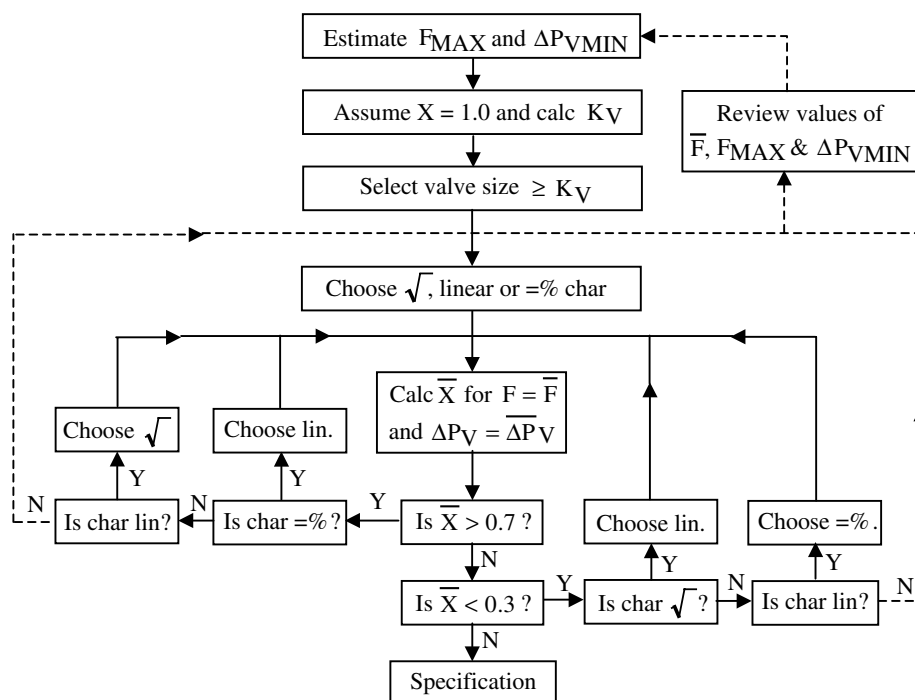 Estimate F_MAX and ΔP_VMIN
Assume X = 1.0 and calc K_V
Review values of
F̅, F_MAX & ΔP_VMIN
Select valve size ≥ K_V
Choose √, linear or =% char
Calc X̅ for F = F̅
and ΔP_V = Δ̅P̅_V
Choose √
Choose lin.
Y
Y
N
Is char lin?
N
Is char =% ?
Y
Is X̅ > 0.7 ?
Choose lin.
Choose =% .
N
Y
Y
Is X̅ < 0.3 ?
Y
Is char √ ?
N
Is char lin?
N
N
Specification